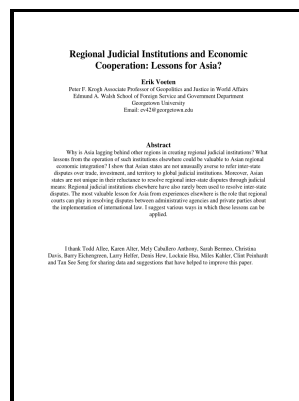 Regional Judicial Institutions and Economic
Cooperation: Lessons for Asia?
Erik Voeten
Peter F. Krogh Associate Professor of Geopolitics and Justice in World Affairs
Edmund A. Walsh School of Foreign Service and Government Department
Georgetown University
Email: ev42@georgetown.edu
Abstract
Why is Asia lagging behind other regions in creating regional judicial institutions? What
lessons from the operation of such institutions elsewhere could be valuable to Asian regional
economic integration? I show that Asian states are not unusually averse to refer inter-state
disputes over trade, investment, and territory to global judicial institutions. Moreover, Asian
states are not unique in their reluctance to resolve regional inter-state disputes through judicial
means: Regional judicial institutions elsewhere have also rarely been used to resolve inter-state
disputes. The most valuable lesson for Asia from experiences elsewhere is the role that regional
courts can play in resolving disputes between administrative agencies and private parties about
the implementation of international law. I suggest various ways in which these lessons can be
applied.
I thank Todd Allee, Karen Alter, Mely Caballero Anthony, Sarah Bermeo, Christina
Davis, Barry Eichengreen, Larry Helfer, Denis Hew, Locknie Hsu, Miles Kahler, Clint Peinhardt
and Tan See Seng for sharing data and suggestions that have helped to improve this paper.